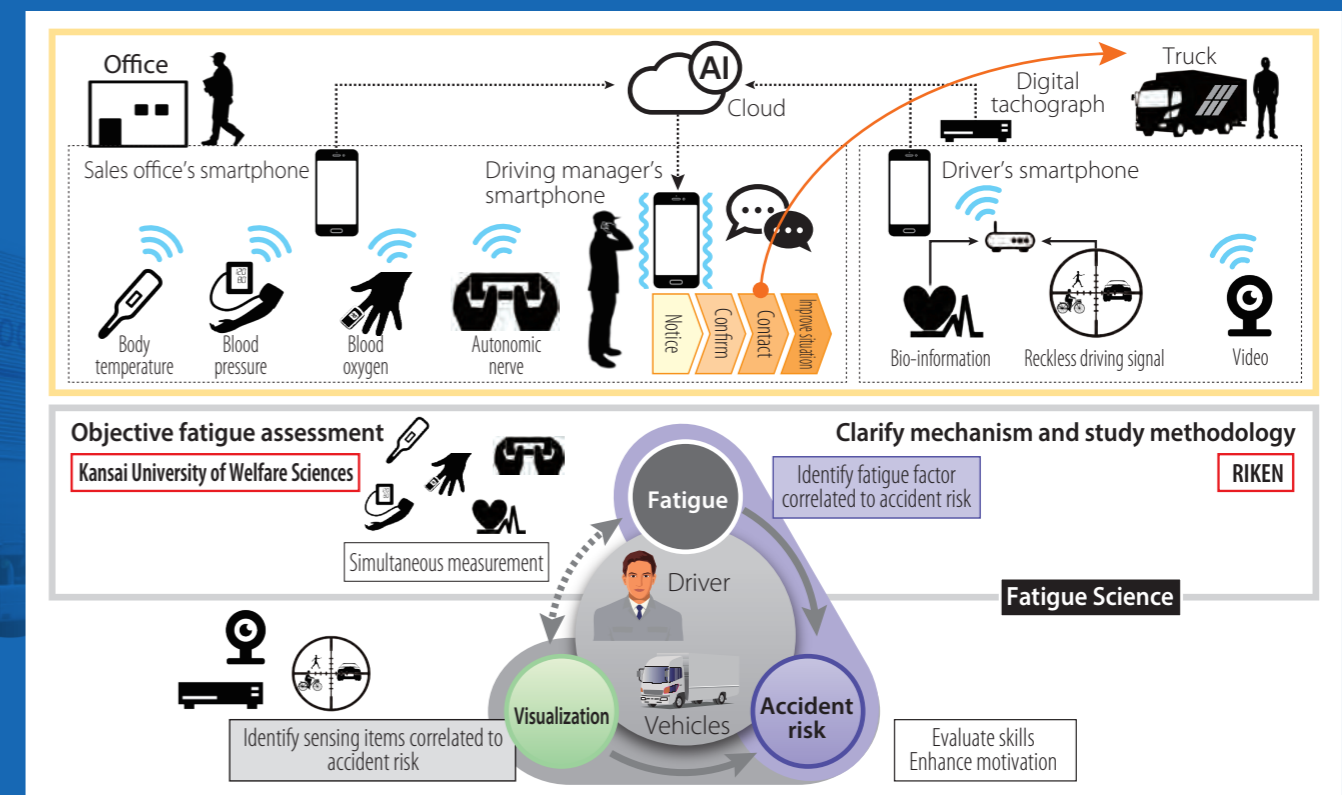 Office
AI
Cloud
Truck
Digital
tachograph
Sales office's smartphone
Driving manager's
smartphone
Driver's smartphone
120
80
Body
temperature
Blood
pressure
Blood
oxygen
Autonomic
nerve
Notice
Confirm
Contact
Improve situation
Bio-information
Reckless driving signal
Video
Objective fatigue assessment
Kansai University of Welfare Sciences
Simultaneous measurement
Clarify mechanism and study methodology
RIKEN
Identify fatigue factor
correlated to accident risk
Fatigue Science
Fatigue
Driver
Visualization
Vehicles
Accident
risk
Identify sensing items correlated to
accident risk
Evaluate skills
Enhance motivation